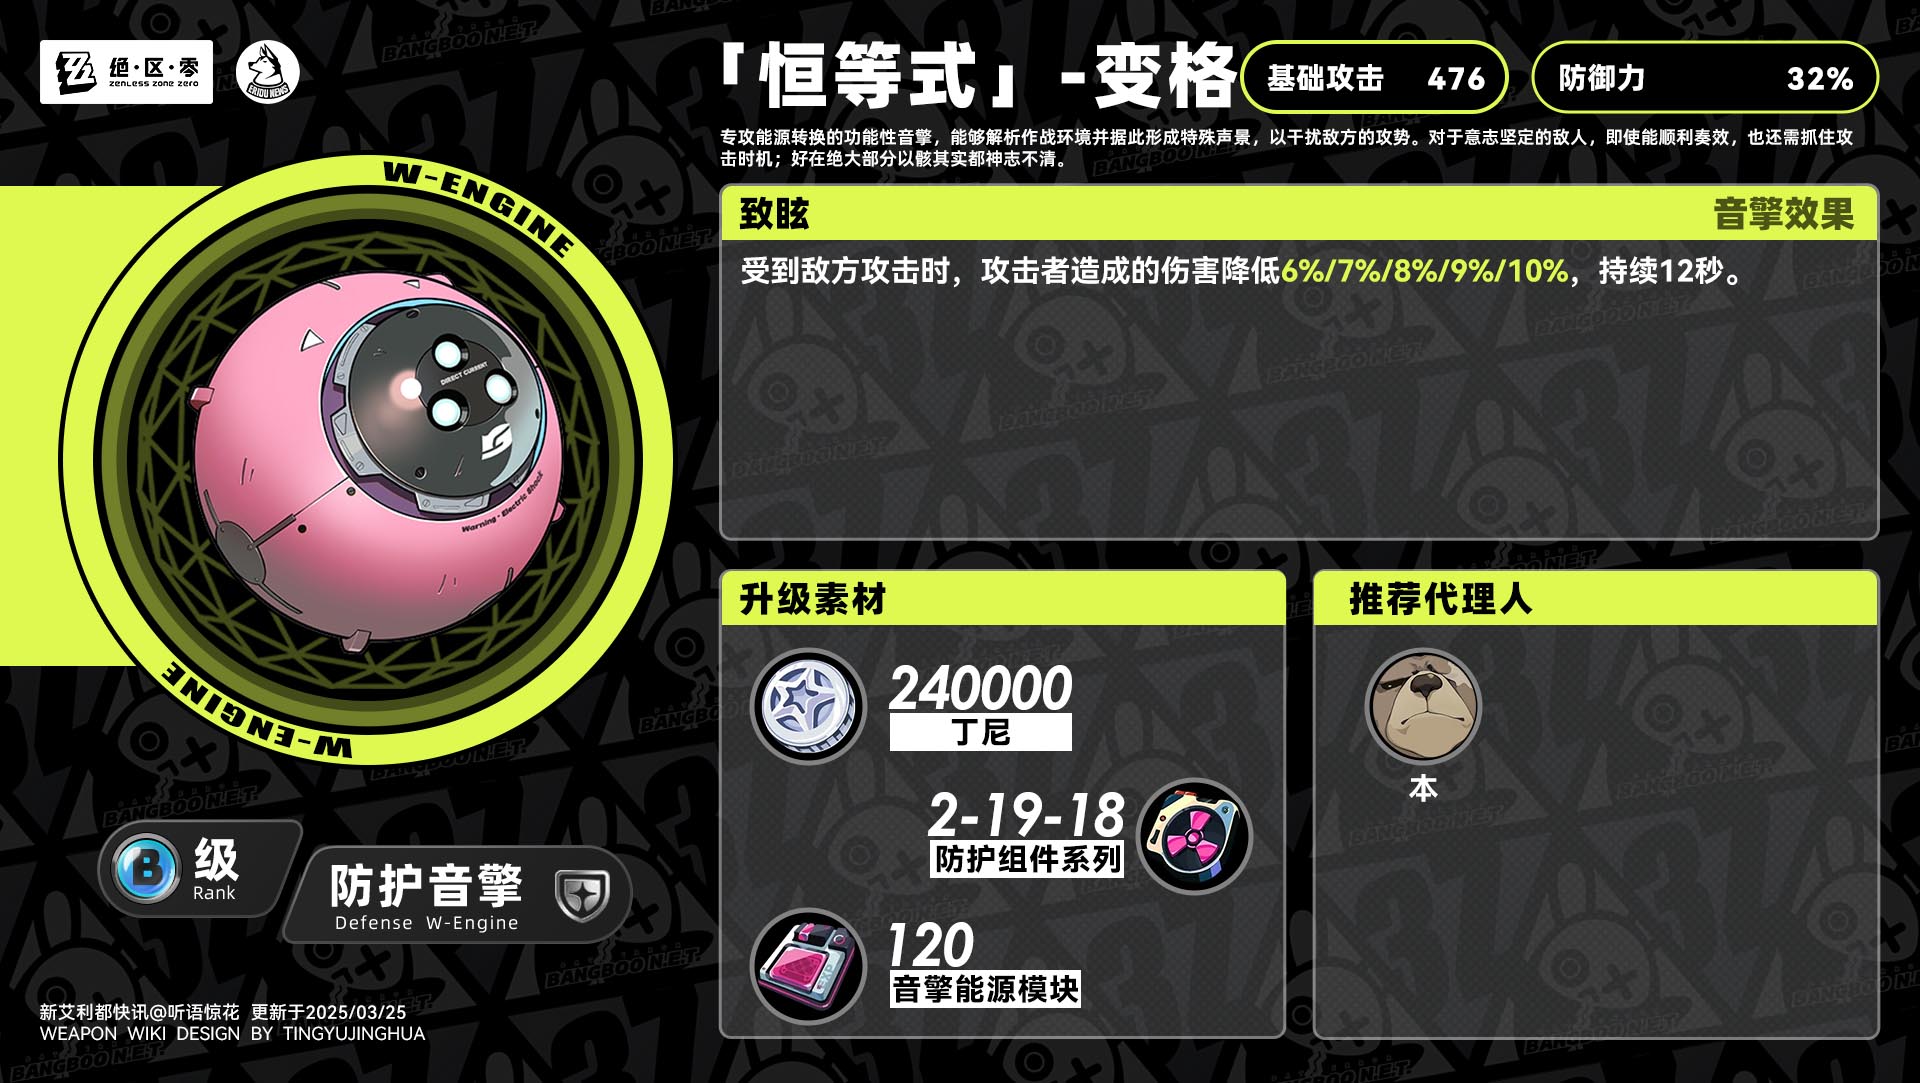 绝·区·零
ZENLESS ZONE ZERO
ERIDU NEWS
「恒等式」-变格
基础攻击 476
防御力 32%
专攻能源转换的功能性音擎，能够解析作战环境并据此形成特殊声景，以干扰敌方的攻势。对于意志坚定的敌人，即使能顺利奏效，也还需抓住攻
击时机；好在绝大部分以骸其实都神志不清。
W-ENGINE
DIRECT CURRENT
Warning - Electric Shock
W-ENGINE
致眩 音擎效果
受到敌方攻击时，攻击者造成的伤害降低6%/7%/8%/9%/10%，持续12秒。
升级素材
240000
丁尼
2-19-18
防护组件系列
120
音擎能源模块
推荐代理人
本
B
级
Rank
防护音擎
Defense W-Engine
新艾利都快讯@听语惊花 更新于2025/03/25
WEAPON WIKI DESIGN BY TINGYUJINGHUA
BANGBOO N.E.T.